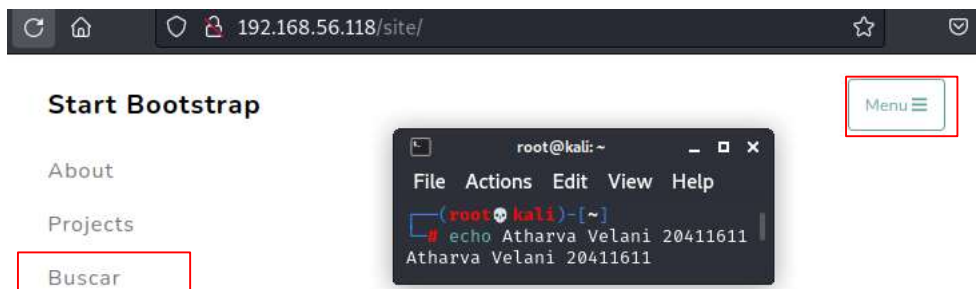 192.168.56.118/site/
Start Bootstrap
Menu
About
Projects
Buscar
root@kali: ~
File Actions Edit View Help
(root💀kali)-[~]
# echo Atharva Velani 20411611
Atharva Velani 20411611